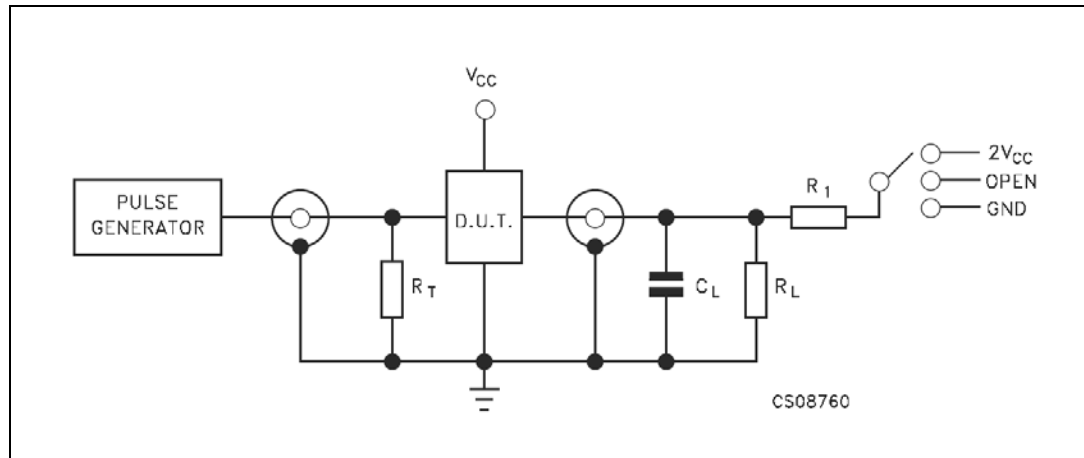 VCC
PULSE
GENERATOR
D.U.T.
RT
CL
RL
R1
2VCC
OPEN
GND
CS08760